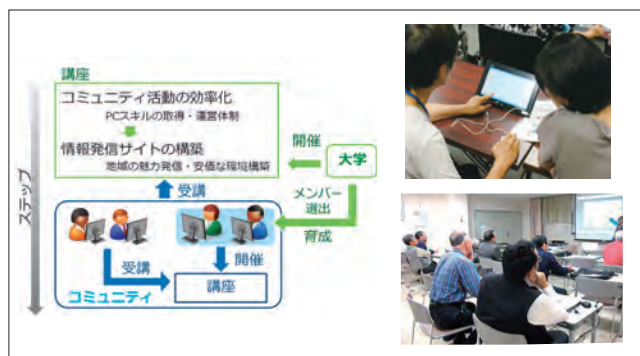 講座
コミュニティ活動の効率化
PCスキルの取得・運営体制
情報発信サイトの構築
地域の魅力発信・安価な環境構築
開催
大学
受講
メンバー
選出
育成
ステップ
受講
開催
講座
コミュニティ